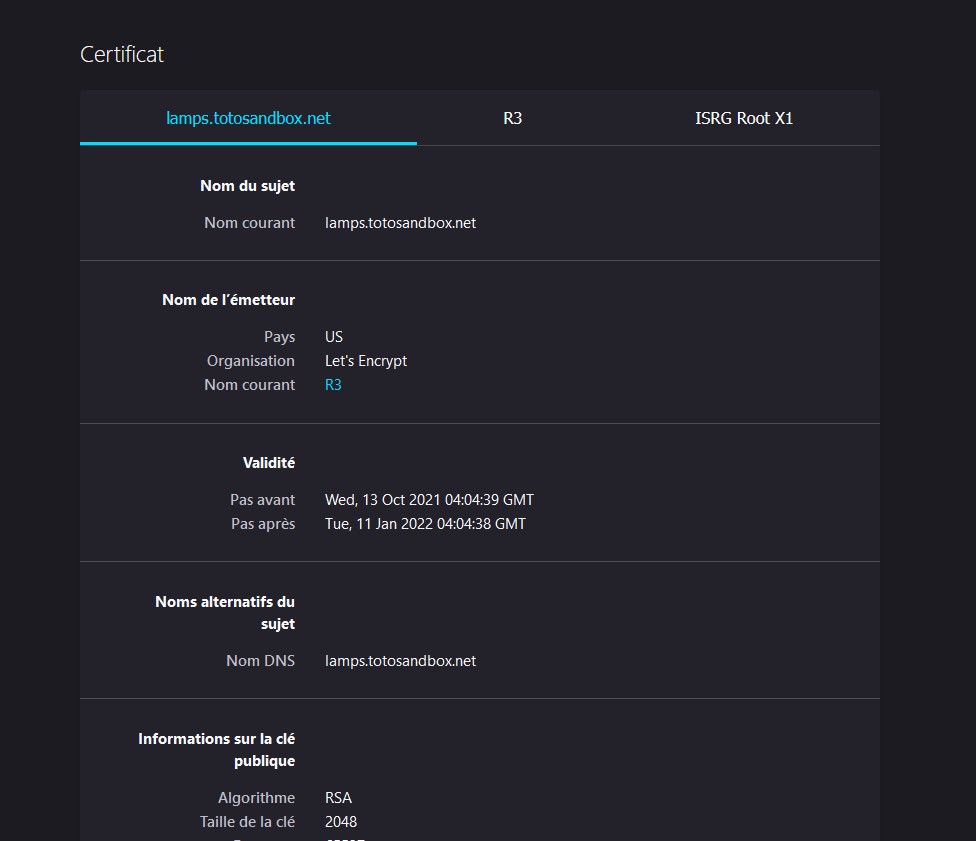 Certificat
lamps.totosandbox.net R3 ISRG Root X1
Nom du sujet
Nom courant lamps.totosandbox.net
Nom de l’émetteur
Pays US
Organisation Let's Encrypt
Nom courant R3
Validité
Pas avant Wed, 13 Oct 2021 04:04:39 GMT
Pas après Tue, 11 Jan 2022 04:04:38 GMT
Noms alternatifs du
sujet
Nom DNS lamps.totosandbox.net
Informations sur la clé
publique
Algorithme RSA
Taille de la clé 2048